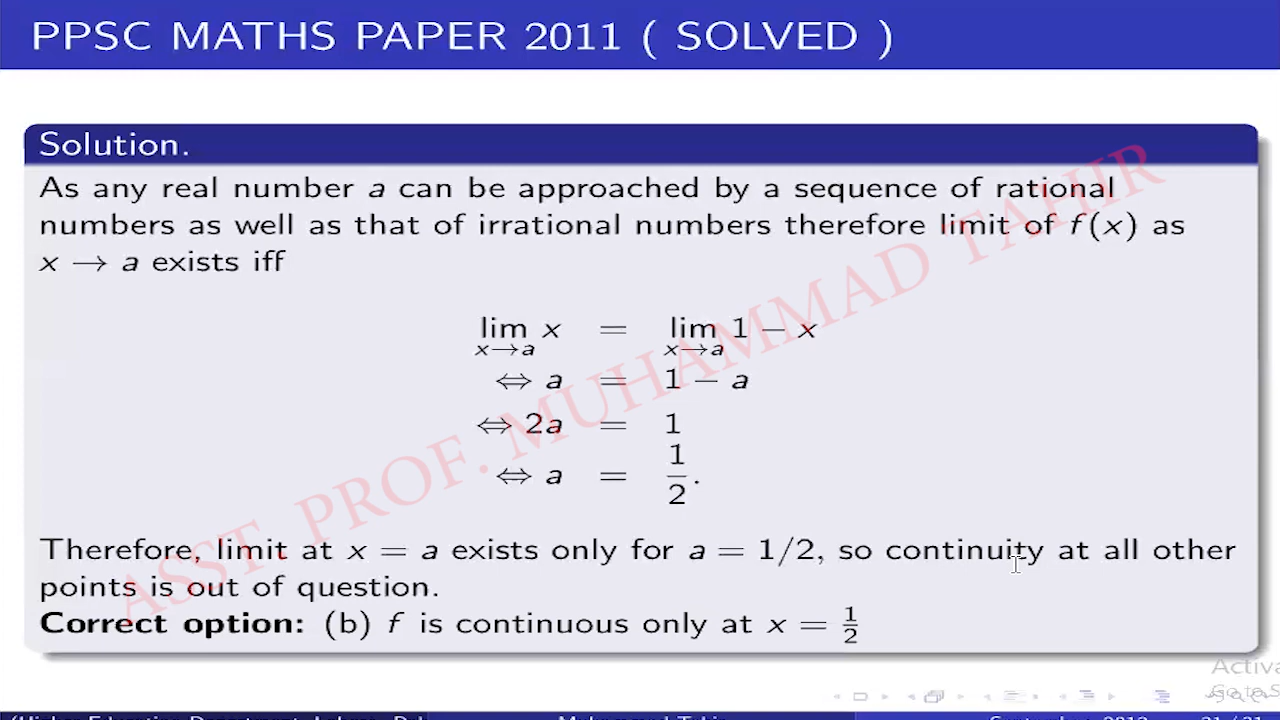 PPSC MATHS PAPER 2011 ( SOLVED )
Solution.
As any real number a can be approached by a sequence of rational
numbers as well as that of irrational numbers therefore limit of f(x) as
x → a exists iff
lim x→a x = lim x→a 1 − x
⇔ a = 1 − a
⇔ 2a = 1
⇔ a = 1/2.
Therefore, limit at x = a exists only for a = 1/2, so continuity at all other
points is out of question.
Correct option: (b) f is continuous only at x = 1/2
ASST. PROF. MUHAMMAD TAHIR